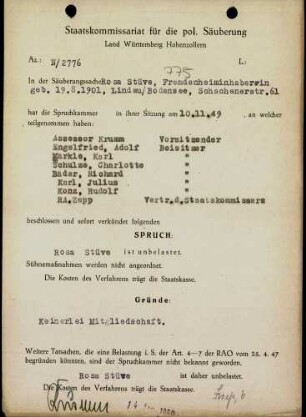 Staatskommissariat für die pol. Säuberung
Land Württemberg Hohenzollern
Az.: N/2776
775
L:
In der Säuberungssache Rosa Stüve, Fremdenheiminhaberin
geb. 19.8.1901, Lindau/Bodensee, Schachenerstr.61
hat die Spruchkammer in ihrer Sitzung am 10.11.49 an welcher
teilgenommen haben:
Assessor Krumm Vorsitzender
Engelfried, Adolf Beisitzer
Markle, Karl "
Schulze, Charlotte "
Bader, Richard "
Karl, Julius "
Konz, Rudolf "
RA.Zapp Vertr.d.Staatskommissars
beschlossen und sofort verkündet folgenden
SPRUCH:
Rosa Stüve ist unbelastet.
Sühnemaßnahmen werden nicht angeordnet.
Die Kosten des Verfahrens trägt die Staatskasse.
Gründe:
Keinerlei Mitgliedschaft.
Weitere Tatsachen, die eine Belastung i. S. der Art. 4—7 der RAO vom 25. 4. 47
begründen könnten, sind der Spruchkammer nicht bekannt geworden.
Rosa Stüve ist daher unbelastet.
Die Kosten des Verfahrens trägt die Staatskasse.